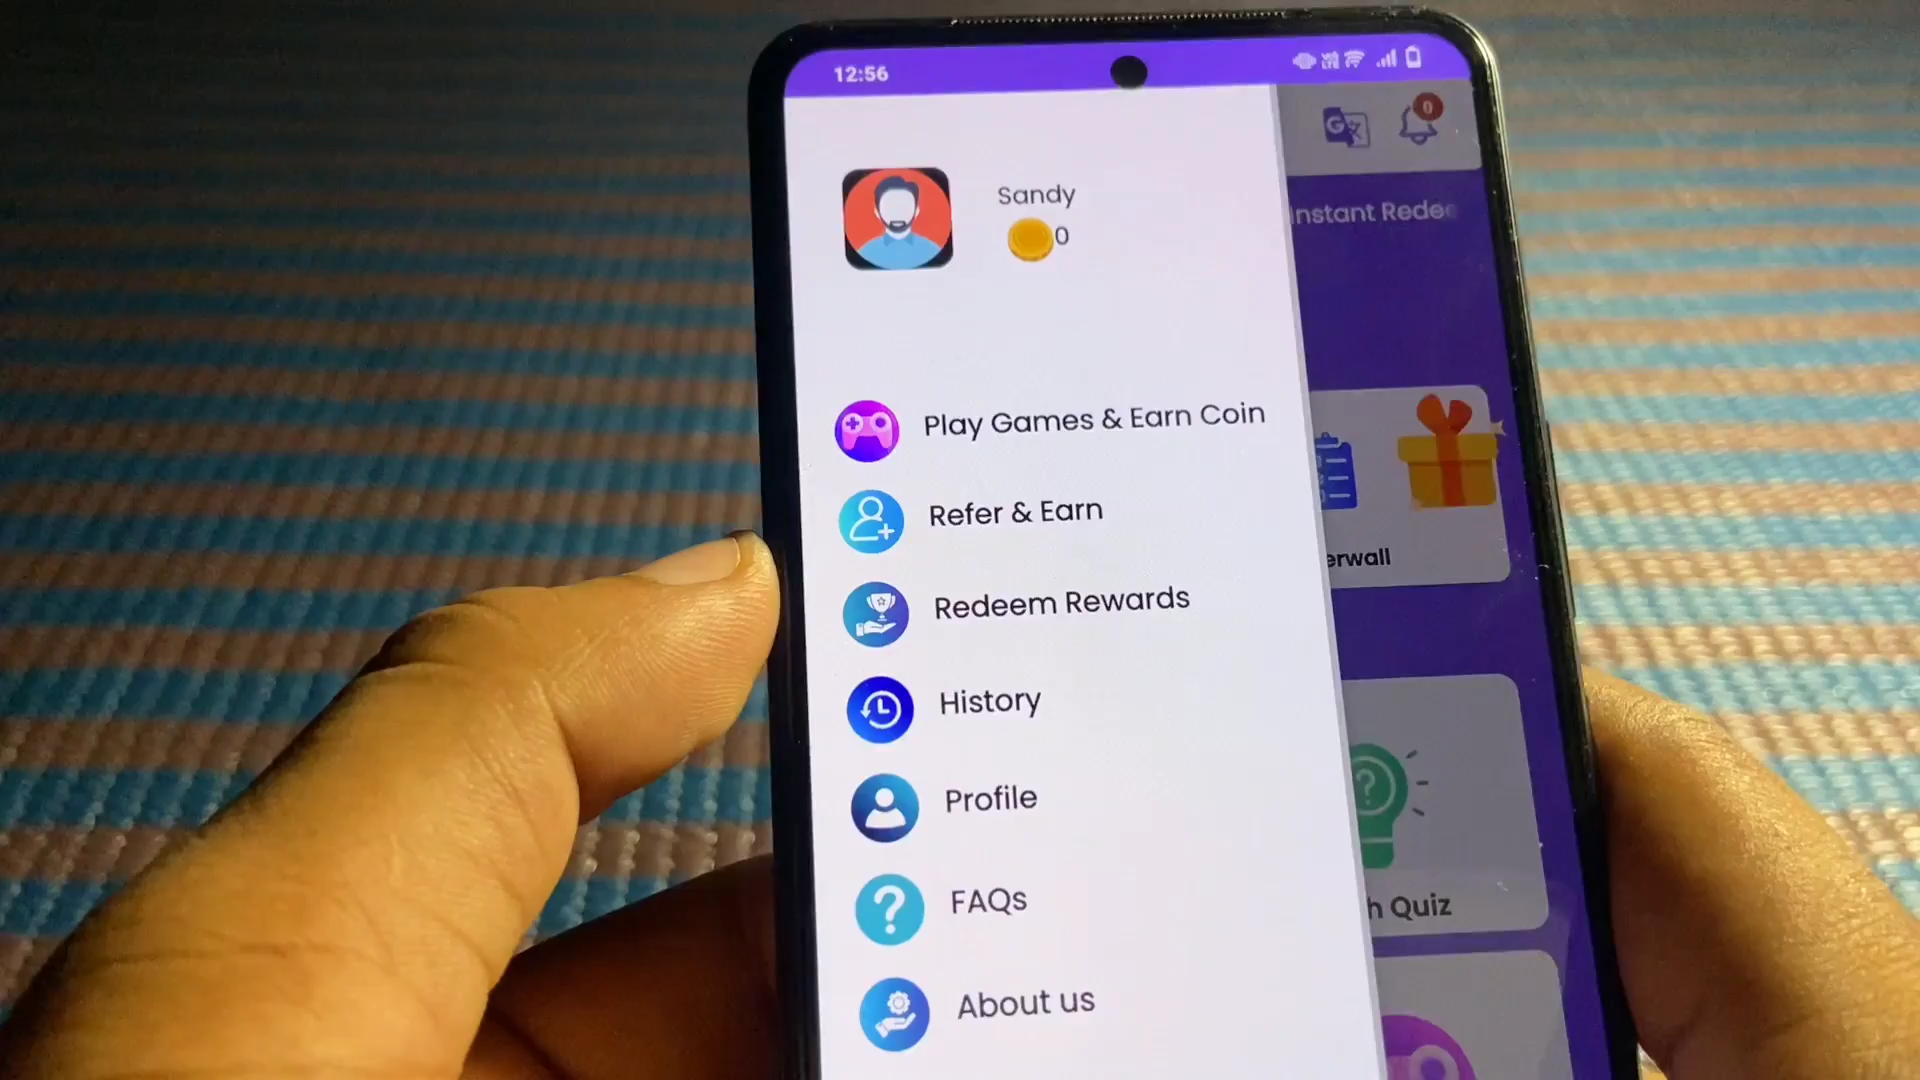 12:56
0
Sandy
0
Instant Redee
Play Games & Earn Coin
Refer & Earn
erwall
Redeem Rewards
History
Profile
FAQs
h Quiz
About us